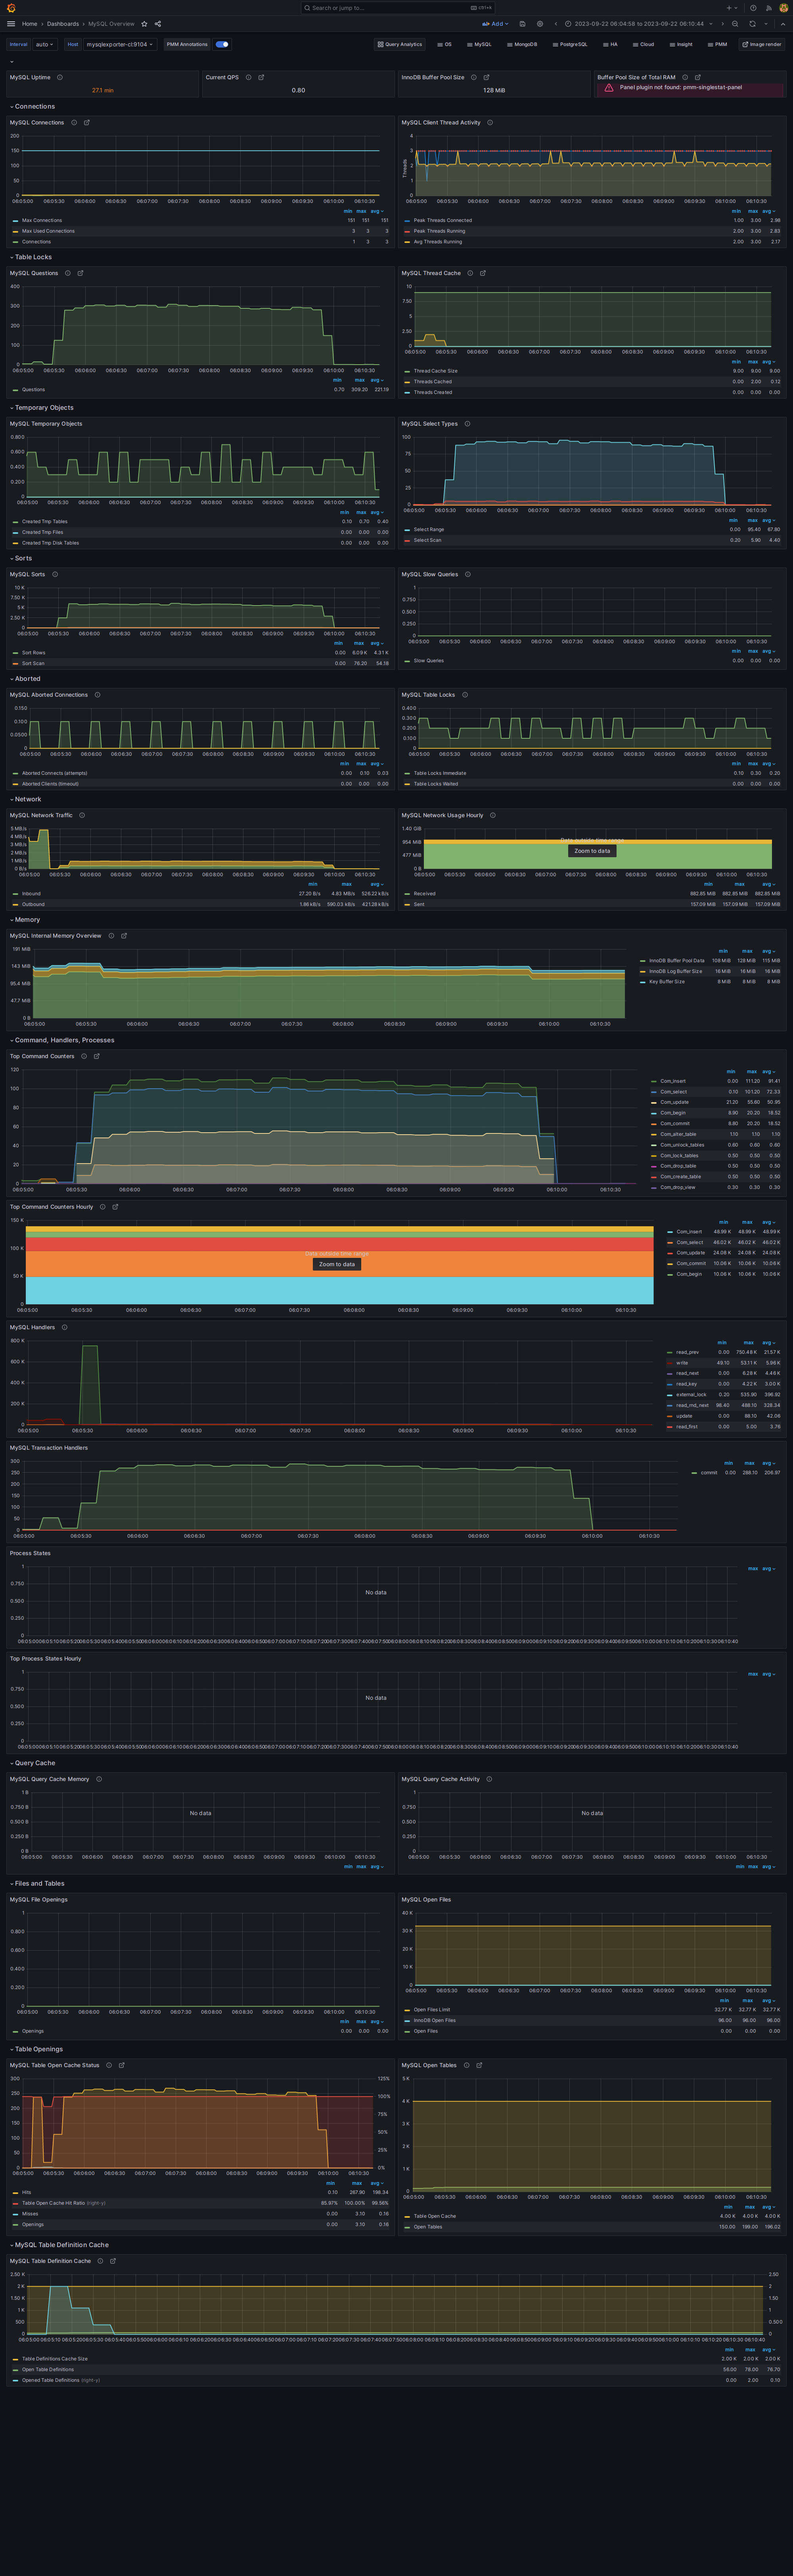 Search or jump to...
ctrl+k
Home › Dashboards › MySQL Overview
Add
2023-09-22 06:04:58 to 2023-09-22 06:10:44
Interval auto Host mysqlexporter-cl:9104 PMM Annotations
Query Analytics OS MySQL MongoDB PostgreSQL HA Cloud Insight PMM Image render
MySQL Uptime
27.1 min
Current QPS
0.80
InnoDB Buffer Pool Size
128 MiB
Buffer Pool Size of Total RAM
Panel plugin not found: pmm-singlestat-panel
Connections
MySQL Connections
min max avg
Max Connections 151 151 151
Max Used Connections 3 3 3
Connections 1 3 3
MySQL Client Thread Activity
Threads
min max avg
Peak Threads Connected 1.00 3.00 2.98
Peak Threads Running 2.00 3.00 2.83
Avg Threads Running 2.00 3.00 2.17
Table Locks
MySQL Questions
min max avg
Questions 0.70 309.20 221.19
MySQL Thread Cache
min max avg
Thread Cache Size 9.00 9.00 9.00
Threads Cached 0.00 2.00 0.12
Threads Created 0.00 0.00 0.00
Temporary Objects
MySQL Temporary Objects
min max avg
Created Tmp Tables 0.10 0.70 0.40
Created Tmp Files 0.00 0.00 0.00
Created Tmp Disk Tables 0.00 0.00 0.00
MySQL Select Types
min max avg
Select Range 0.00 95.40 67.80
Select Scan 0.20 5.90 4.40
Sorts
MySQL Sorts
min max avg
Sort Rows 0.00 6.09 K 4.31 K
Sort Scan 0.00 76.20 54.18
MySQL Slow Queries
min max avg
Slow Queries 0.00 0.00 0.00
Aborted
MySQL Aborted Connections
min max avg
Aborted Connects (attempts) 0.00 0.10 0.03
Aborted Clients (timeout) 0.00 0.00 0.00
MySQL Table Locks
min max avg
Table Locks Immediate 0.10 0.30 0.20
Table Locks Waited 0.00 0.00 0.00
Network
MySQL Network Traffic
min max avg
Inbound 27.20 B/s 4.83 MB/s 526.22 kB/s
Outbound 1.86 kB/s 590.03 kB/s 421.28 kB/s
MySQL Network Usage Hourly
Data outside time range
Zoom to data
min max avg
Received 882.85 MiB 882.85 MiB 882.85 MiB
Sent 157.09 MiB 157.09 MiB 157.09 MiB
Memory
MySQL Internal Memory Overview
min max avg
InnoDB Buffer Pool Data 108 MiB 128 MiB 115 MiB
InnoDB Log Buffer Size 16 MiB 16 MiB 16 MiB
Key Buffer Size 8 MiB 8 MiB 8 MiB
Command, Handlers, Processes
Top Command Counters
min max avg
Com_insert 0.00 111.20 91.41
Com_select 0.10 101.20 72.33
Com_update 21.20 55.60 50.95
Com_begin 8.90 20.20 18.52
Com_commit 8.80 20.20 18.52
Com_alter_table 1.10 1.10 1.10
Com_unlock_tables 0.60 0.60 0.60
Com_lock_tables 0.50 0.50 0.50
Com_drop_table 0.50 0.50 0.50
Com_create_table 0.50 0.50 0.50
Com_drop_view 0.30 0.30 0.30
Top Command Counters Hourly
Data outside time range
Zoom to data
min max avg
Com_insert 48.99 K 48.99 K 48.99 K
Com_select 46.02 K 46.02 K 46.02 K
Com_update 24.08 K 24.08 K 24.08 K
Com_commit 10.06 K 10.06 K 10.06 K
Com_begin 10.06 K 10.06 K 10.06 K
MySQL Handlers
min max avg
read_prev 0.00 750.48 K 21.57 K
write 49.10 53.11 K 5.98 K
read_next 0.00 6.28 K 4.46 K
read_key 0.00 4.22 K 3.00 K
external_lock 0.20 535.90 396.92
read_rnd_next 98.40 488.10 328.34
update 0.00 88.10 42.08
read_first 0.00 5.00 3.76
MySQL Transaction Handlers
min max avg
commit 0.00 288.10 206.97
Process States
No data
max avg
Top Process States Hourly
No data
max avg
Query Cache
MySQL Query Cache Memory
No data
min max avg
MySQL Query Cache Activity
No data
min max avg
Files and Tables
MySQL File Openings
min max avg
Openings 0.00 0.00 0.00
MySQL Open Files
min max avg
Open Files Limit 32.77 K 32.77 K 32.77 K
InnoDB Open Files 96.00 96.00 96.00
Open Files 0.00 0.00 0.00
Table Openings
MySQL Table Open Cache Status
min max avg
Hits 0.10 267.90 198.34
Table Open Cache Hit Ratio (right-y) 85.97% 100.00% 99.56%
Misses 0.00 3.10 0.16
Openings 0.00 3.10 0.16
MySQL Open Tables
min max avg
Table Open Cache 4.00 K 4.00 K 4.00 K
Open Tables 150.00 199.00 196.02
MySQL Table Definition Cache
MySQL Table Definition Cache
min max avg
Table Definitions Cache Size 2.00 K 2.00 K 2.00 K
Open Table Definitions 56.00 78.00 76.70
Opened Table Definitions (right-y) 0.00 2.00 0.10